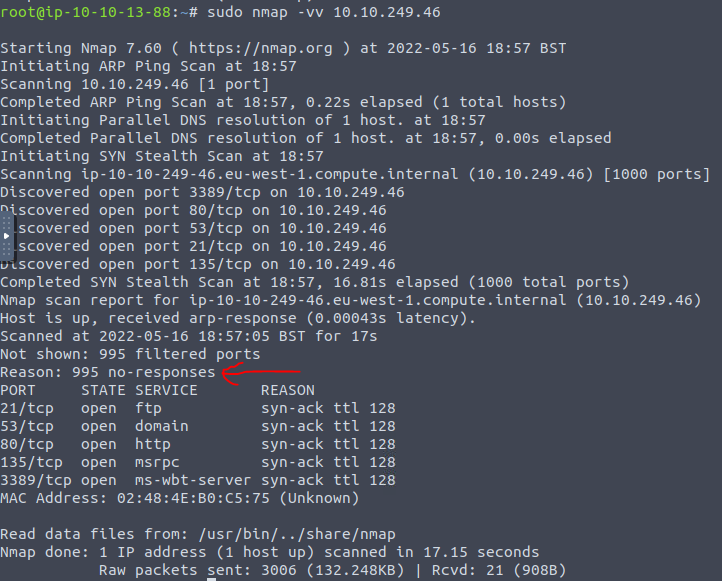 root@ip-10-10-13-88:~# sudo nmap -vv 10.10.249.46
Starting Nmap 7.60 ( https://nmap.org ) at 2022-05-16 18:57 BST
Initiating ARP Ping Scan at 18:57
Scanning 10.10.249.46 [1 port]
Completed ARP Ping Scan at 18:57, 0.22s elapsed (1 total hosts)
Initiating Parallel DNS resolution of 1 host. at 18:57
Completed Parallel DNS resolution of 1 host. at 18:57, 0.00s elapsed
Initiating SYN Stealth Scan at 18:57
Scanning ip-10-10-249-46.eu-west-1.compute.internal (10.10.249.46) [1000 ports]
Discovered open port 3389/tcp on 10.10.249.46
Discovered open port 80/tcp on 10.10.249.46
Discovered open port 53/tcp on 10.10.249.46
Discovered open port 21/tcp on 10.10.249.46
Discovered open port 135/tcp on 10.10.249.46
Completed SYN Stealth Scan at 18:57, 16.81s elapsed (1000 total ports)
Nmap scan report for ip-10-10-249-46.eu-west-1.compute.internal (10.10.249.46)
Host is up, received arp-response (0.00043s latency).
Scanned at 2022-05-16 18:57:05 BST for 17s
Not shown: 995 filtered ports
Reason: 995 no-responses
PORT     STATE SERVICE       REASON
21/tcp   open  ftp           syn-ack ttl 128
53/tcp   open  domain        syn-ack ttl 128
80/tcp   open  http          syn-ack ttl 128
135/tcp  open  msrpc         syn-ack ttl 128
3389/tcp open  ms-wbt-server syn-ack ttl 128
MAC Address: 02:48:4E:B0:C5:75 (Unknown)
Read data files from: /usr/bin/../share/nmap
Nmap done: 1 IP address (1 host up) scanned in 17.15 seconds
Raw packets sent: 3006 (132.248KB) | Rcvd: 21 (908B)